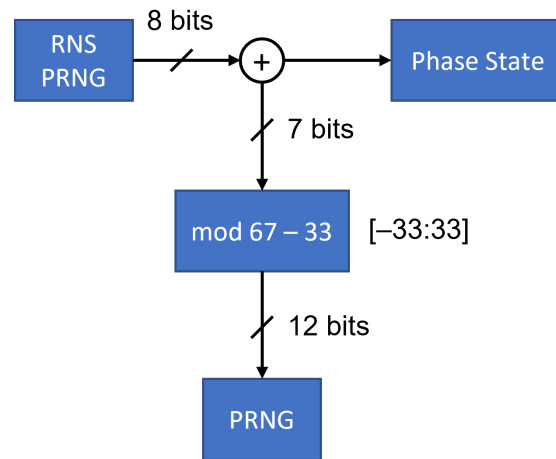 8 bits
RNS
PRNG
+
Phase State
7 bits
mod 67 – 33
[–33:33]
12 bits
PRNG